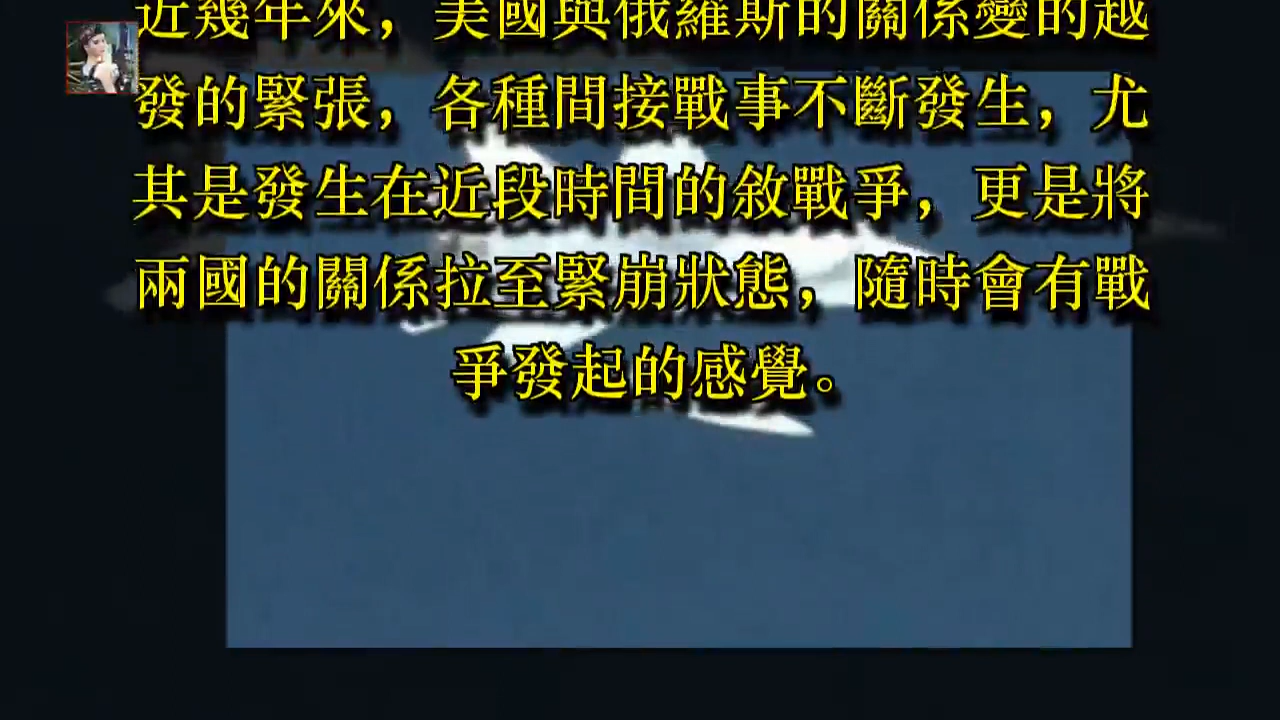 近幾年來，美國與俄羅斯的關係變的越
發的緊張，各種間接戰事不斷發生，尤
其是發生在近段時間的敘戰爭，更是將
兩國的關係拉至緊崩狀態，隨時會有戰
爭發起的感覺。